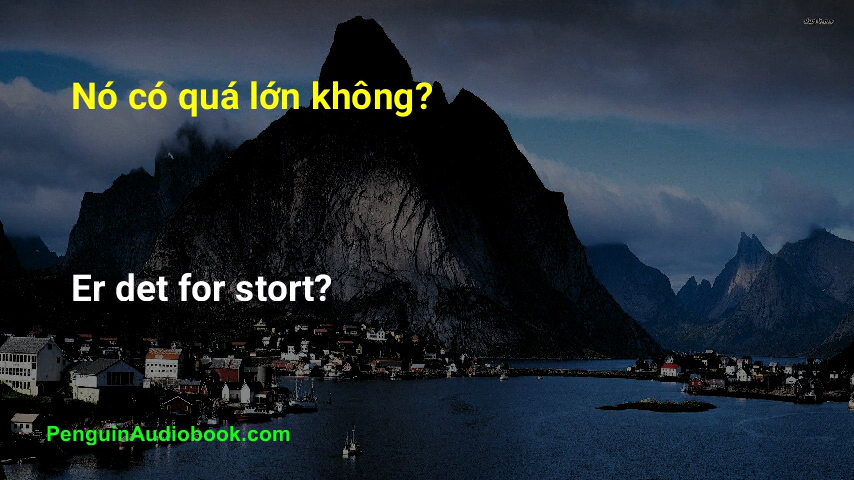 Nó có quá lớn không?
Er det for stort?
PenguinAudiobook.com